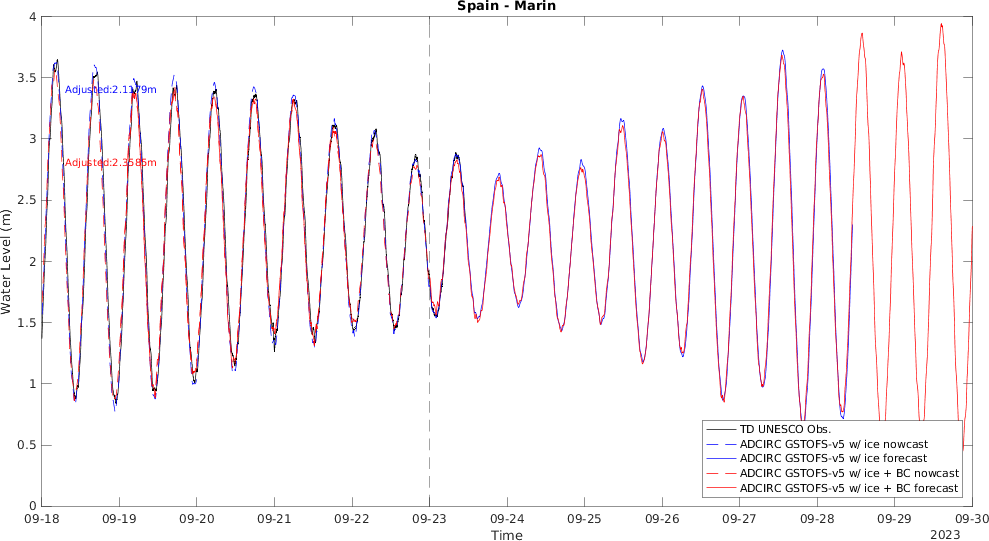 Spain - Marin
Water Level (m)
4
3.5
3
2.5
2
1.5
1
0.5
0
Adjusted:2.1179m
Adjusted:2.3585m
TD UNESCO Obs.
ADCIRC GSTOFS-v5 w/ ice nowcast
ADCIRC GSTOFS-v5 w/ ice forecast
ADCIRC GSTOFS-v5 w/ ice + BC nowcast
ADCIRC GSTOFS-v5 w/ ice + BC forecast
09-18 09-19 09-20 09-21 09-22 09-23 09-24 09-25 09-26 09-27 09-28 09-29 09-30
Time
2023